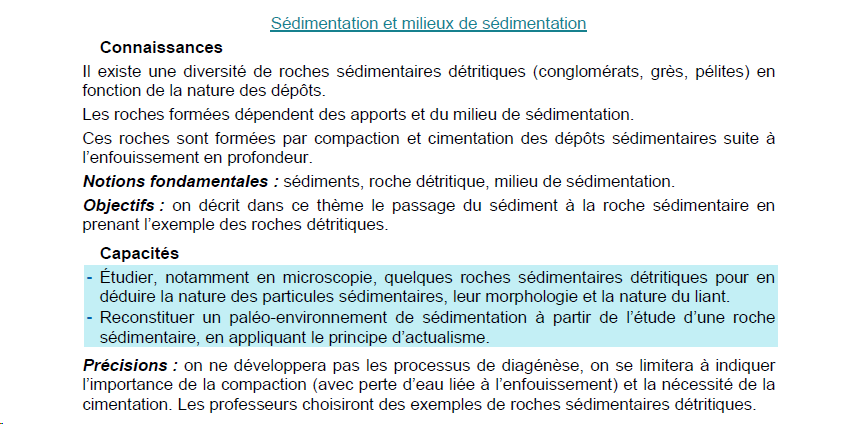 Sédimentation et milieux de sédimentation
Connaissances
Il existe une diversité de roches sédimentaires détritiques (conglomérats, grès, pélites) en
fonction de la nature des dépôts.
Les roches formées dépendent des apports et du milieu de sédimentation.
Ces roches sont formées par compaction et cimentation des dépôts sédimentaires suite à
l’enfouissement en profondeur.
Notions fondamentales : sédiments, roche détritique, milieu de sédimentation.
Objectifs : on décrit dans ce thème le passage du sédiment à la roche sédimentaire en
prenant l’exemple des roches détritiques.
Capacités
- Étudier, notamment en microscopie, quelques roches sédimentaires détritiques pour en
déduire la nature des particules sédimentaires, leur morphologie et la nature du liant.
- Reconstituer un paléo-environnement de sédimentation à partir de l’étude d’une roche
sédimentaire, en appliquant le principe d’actualisme.
Précisions : on ne développera pas les processus de diagénèse, on se limitera à indiquer
l’importance de la compaction (avec perte d’eau liée à l’enfouissement) et la nécessité de la
cimentation. Les professeurs choisiront des exemples de roches sédimentaires détritiques.